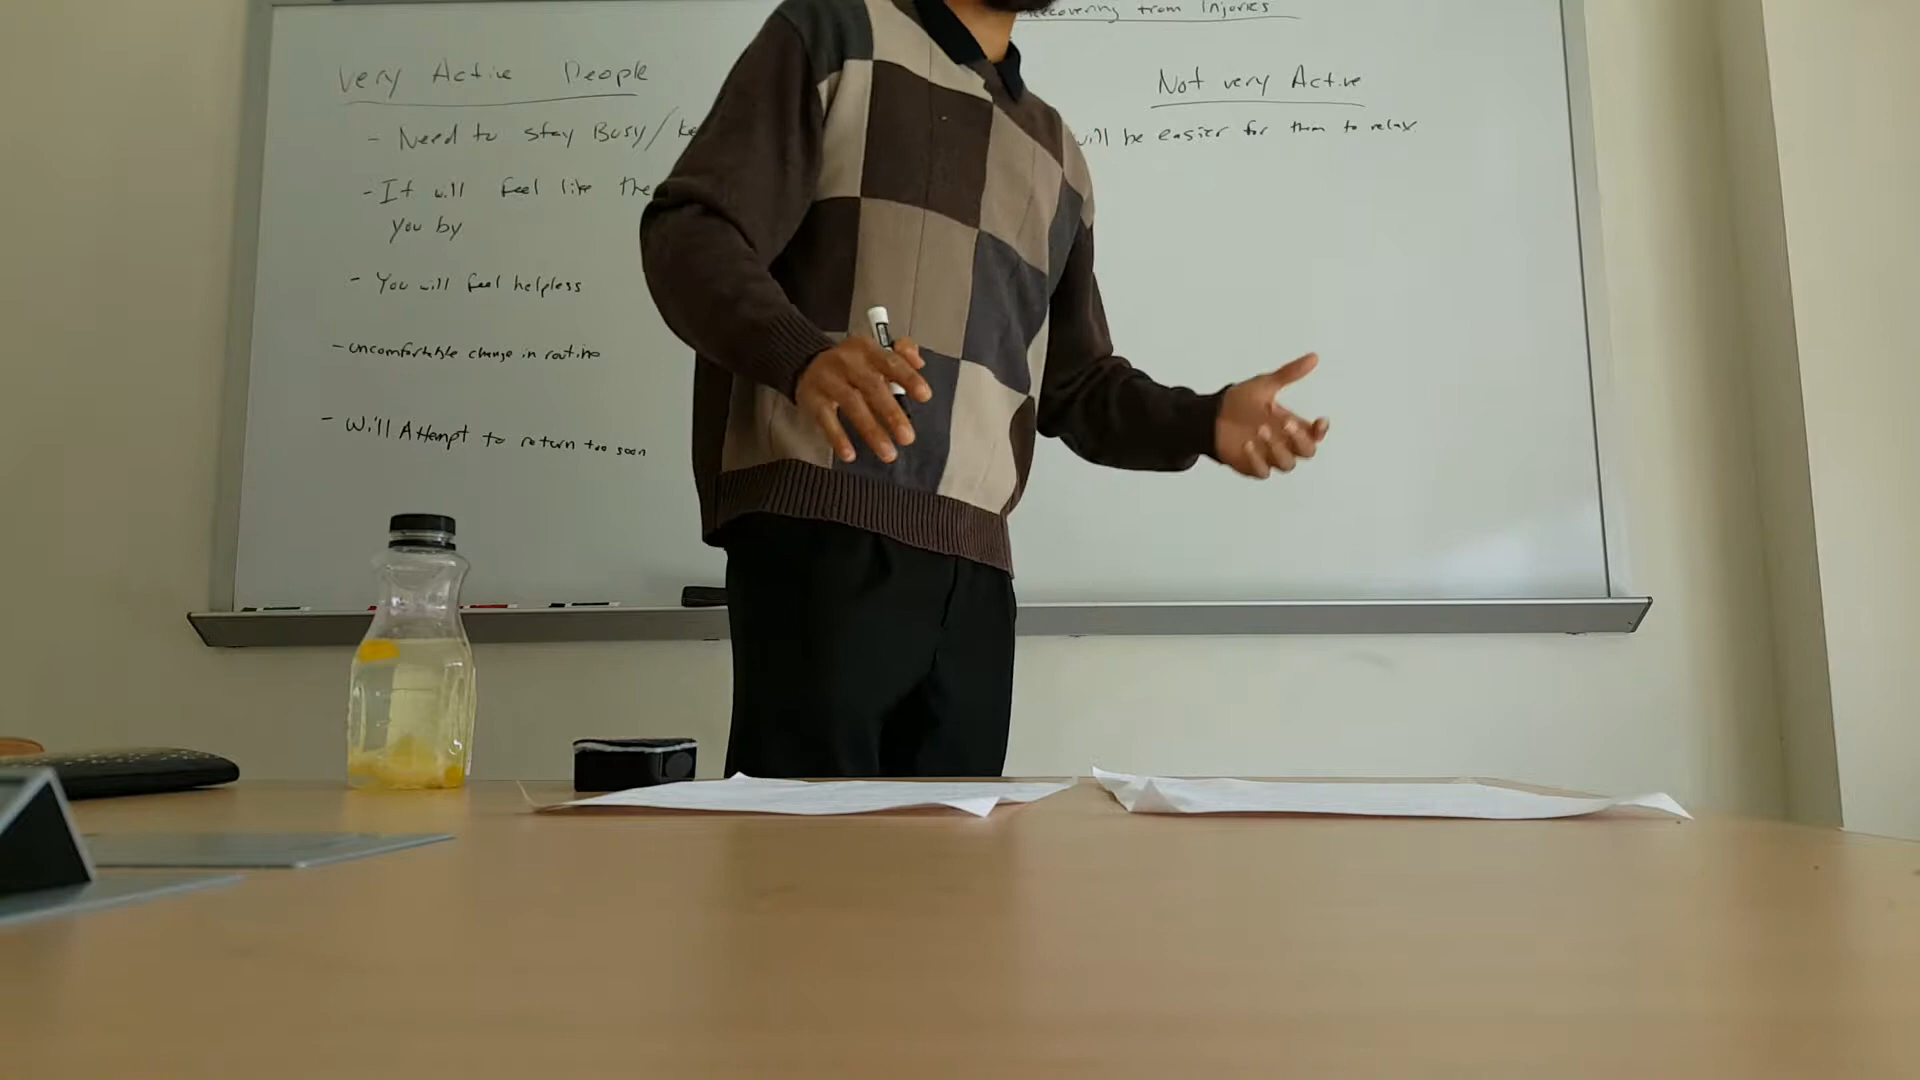 Recovering from Injuries
Very Active People
- Need to stay Busy/
- It will feel like the
you by
- You will feel helpless
- uncomfortable change in routine
- Will Attempt to return too soon
Not very Active
will be easier for them to relax